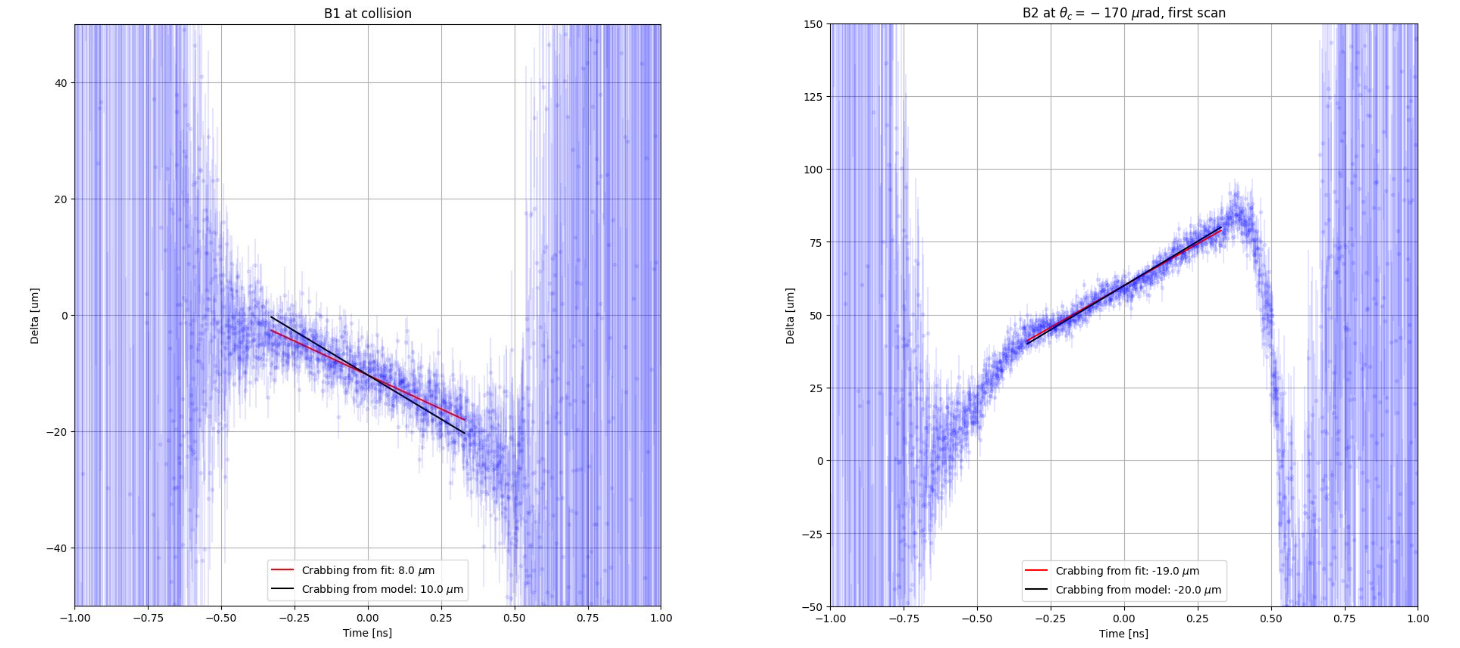 B1 at collision
40
20
0
−20
−40
Delta [um]
Crabbing from fit: 8.0 μm
Crabbing from model: 10.0 μm
−1.00 −0.75 −0.50 −0.25 0.00 0.25 0.50 0.75 1.00
Time [ns]
B2 at θc = −170 μrad, first scan
150
125
100
75
50
25
0
−25
−50
Delta [um]
Crabbing from fit: -19.0 μm
Crabbing from model: -20.0 μm
−1.00 −0.75 −0.50 −0.25 0.00 0.25 0.50 0.75 1.00
Time [ns]